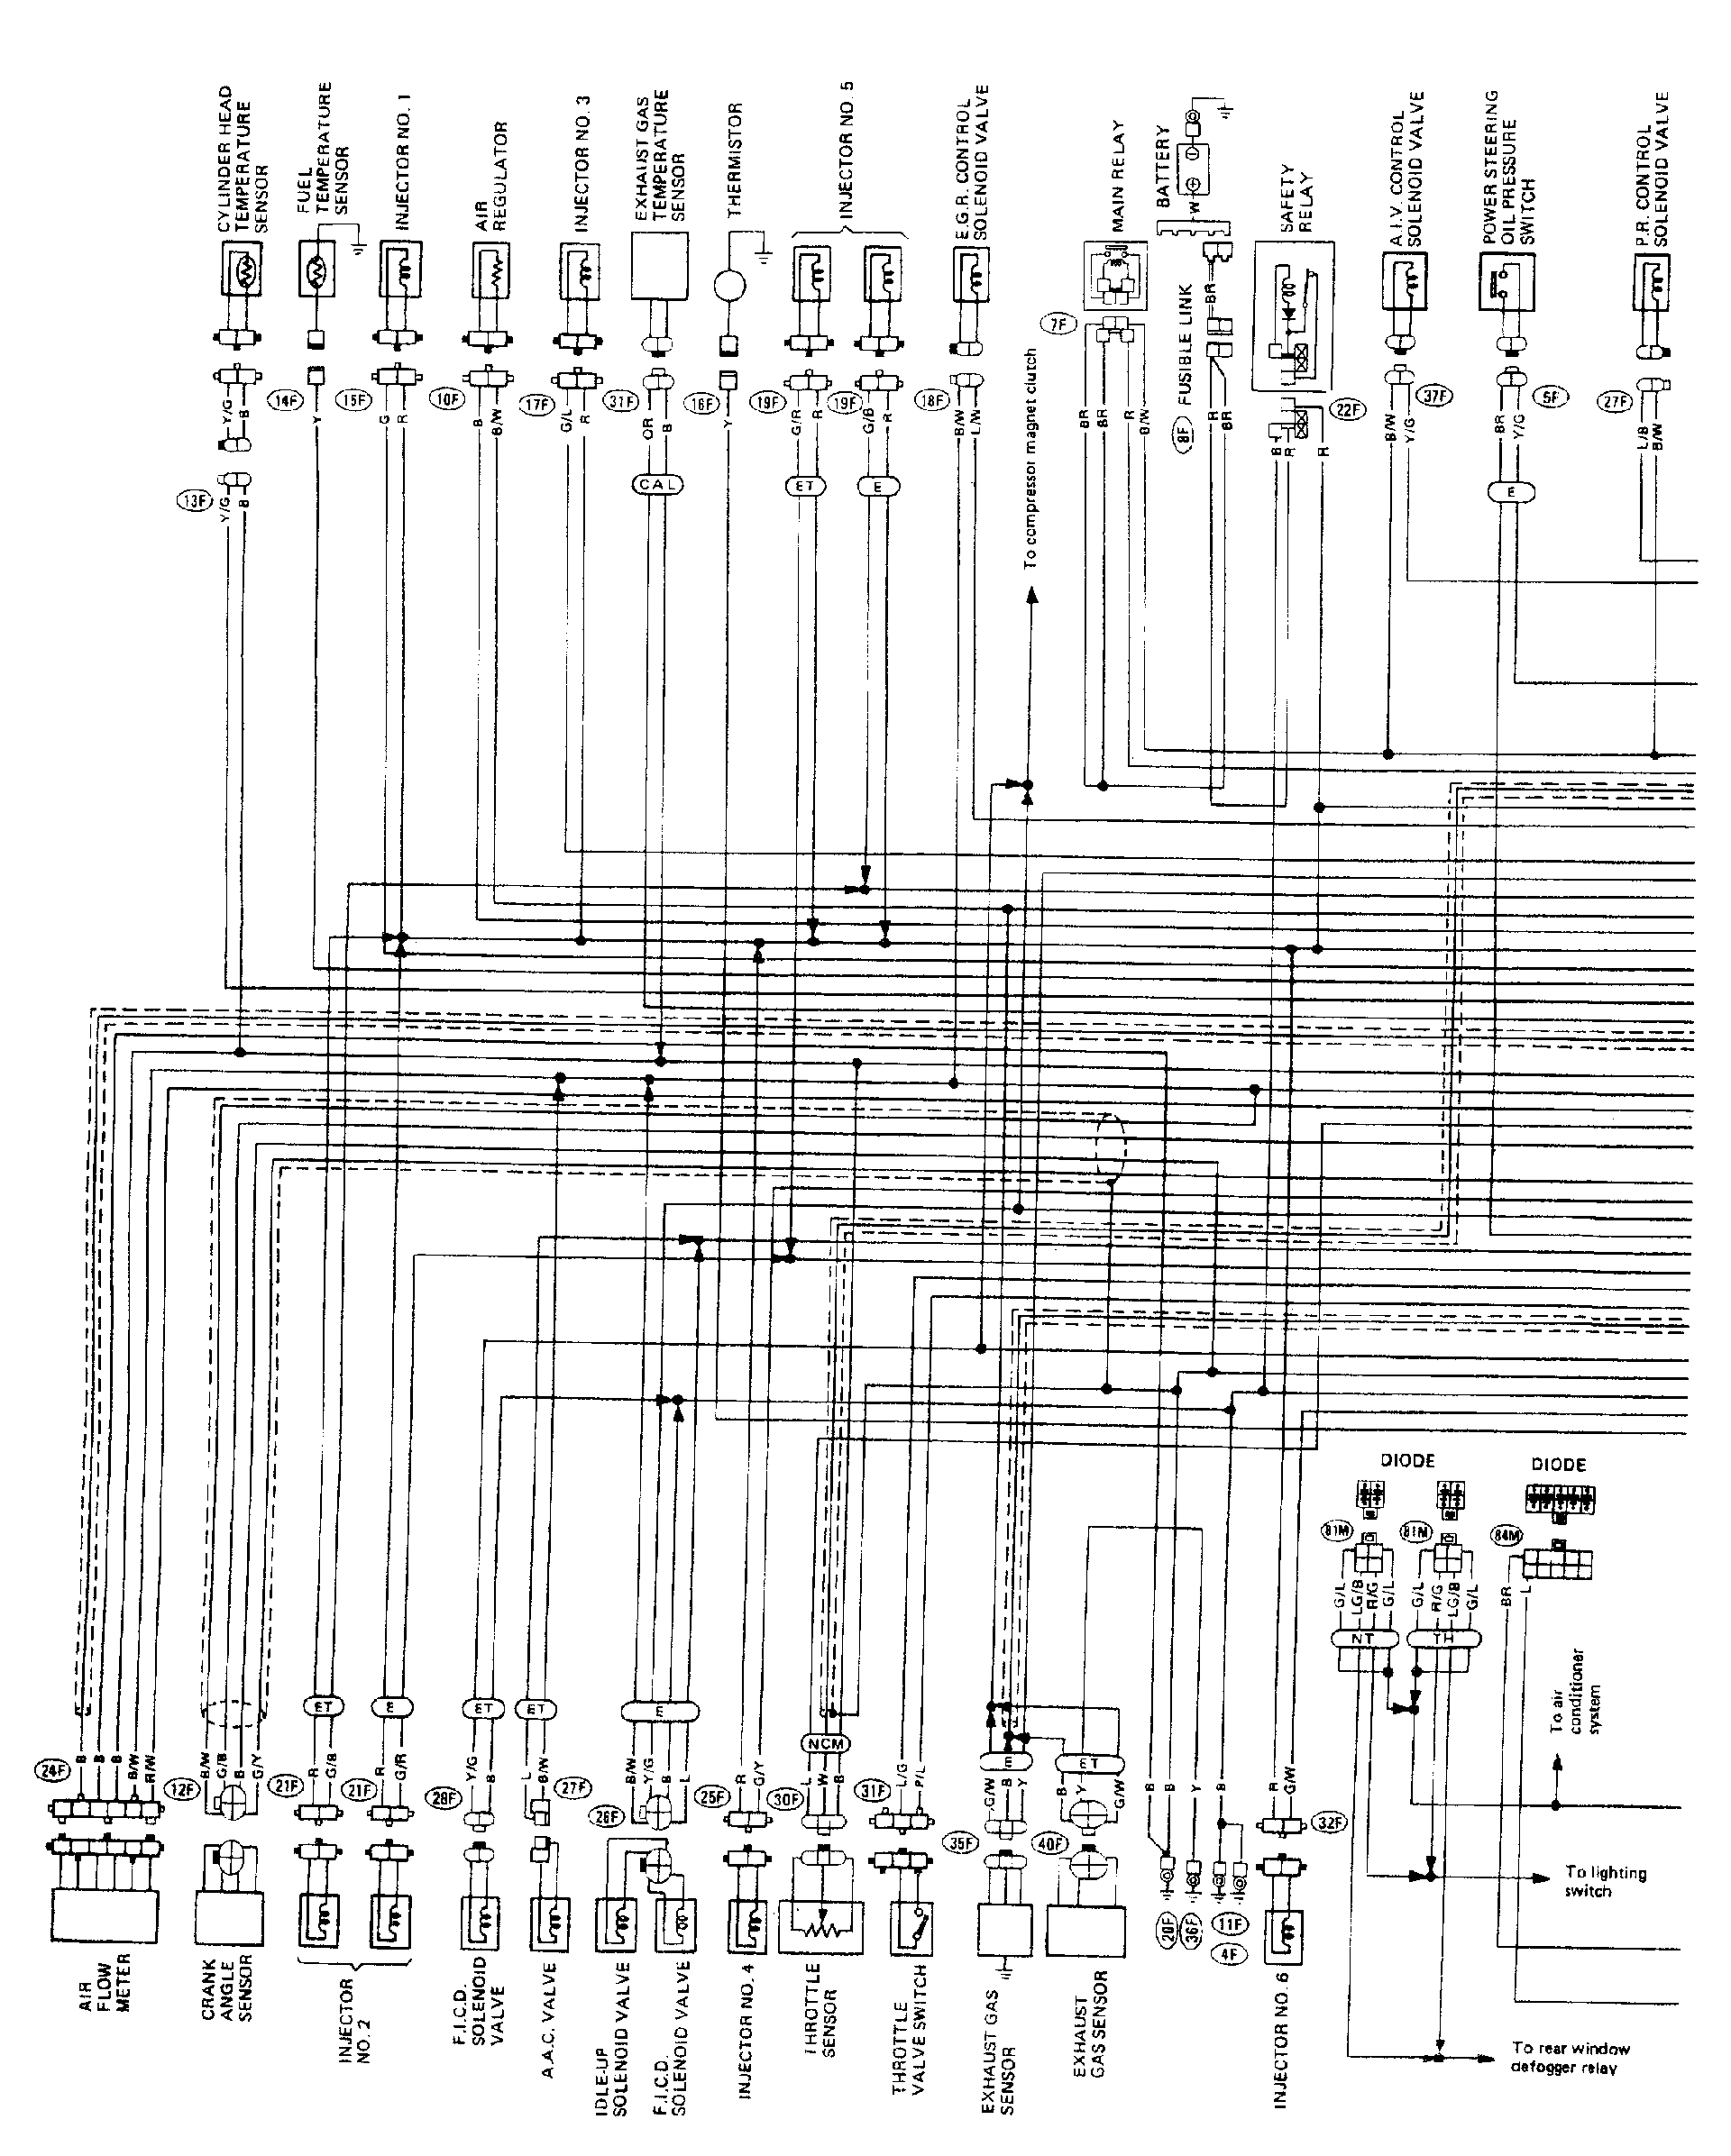 CYLINDER HEAD
TEMPERATURE
SENSOR
FUEL
TEMPERATURE
SENSOR
INJECTOR NO. 1
AIR
REGULATOR
INJECTOR NO. 3
EXHAUST GAS
TEMPERATURE
SENSOR
THERMISTOR
INJECTOR NO. 5
E.G.R. CONTROL
SOLENOID VALVE
MAIN RELAY
BATTERY
W
BR
FUSIBLE LINK
SAFETY
RELAY
A.I.V. CONTROL
SOLENOID VALVE
POWER STEERING
OIL PRESSURE
SWITCH
P.R. CONTROL
SOLENOID VALVE
14F
15F
10F
17F
31F
16F
19F
19F
18F
7F
8F
22F
37F
5F
27F
Y/G
B
Y
G
R
B
B/W
G/L
R
OR
B
Y
G/R
R
G/B
R
B/W
L/W
BR
BR
R
B/W
R
BR
B
R
R
B/W
Y/G
BR
Y/G
L/B
B/W
13F
Y/G
B
CAL
ET
E
E
To compressor magnet clutch
DIODE
DIODE
81M
81M
84M
G/L
LG/B
R/G
G/L
G/L
R/G
LG/B
G/L
BR
L
NT
TH
To air
conditioner
system
To lighting
switch
To rear window
defogger relay
ET
E
ET
ET
E
NCM
E
ET
24F
B
B
B
B/W
R/W
12F
B/W
G/B
B
G/Y
21F
R
G/B
21F
R
G/R
28F
Y/G
B
L
B/W
27F
28F
B/W
Y/G
B
L
25F
R
G/Y
30F
L
W
B
31F
L/G
P/L
35F
G/W
B
Y
40F
B
Y
G/W
B
B
Y
B
R
G/W
32F
20F
36F
11F
4F
AIR
FLOW
METER
CRANK
ANGLE
SENSOR
INJECTOR
NO. 2
F.I.C.D.
SOLENOID
VALVE
A.A.C. VALVE
IDLE-UP
SOLENOID VALVE
F.I.C.D.
SOLENOID VALVE
INJECTOR NO. 4
THROTTLE
SENSOR
THROTTLE
VALVE SWITCH
EXHAUST GAS
SENSOR
EXHAUST
GAS SENSOR
INJECTOR NO. 6